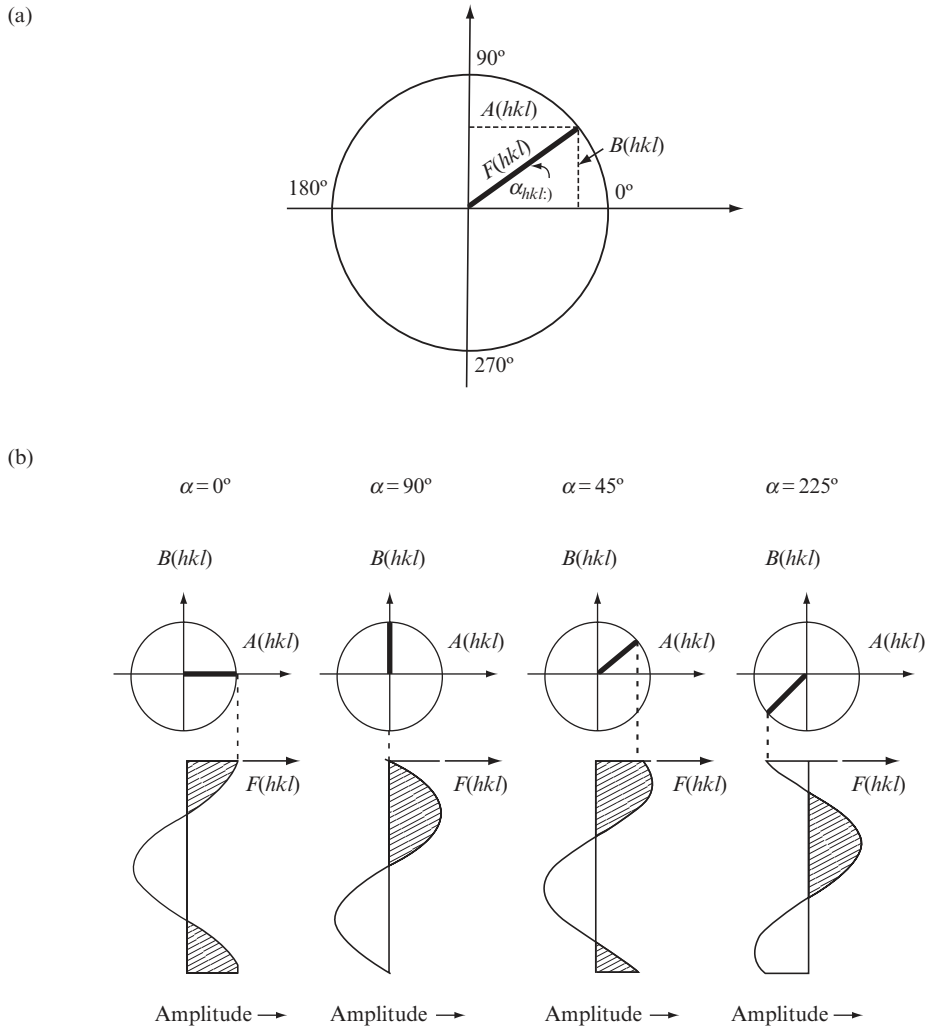 (a)
90º
A(hkl)
F(hkl)
B(hkl)
αhkl:)
180º
0º
270º
(b)
α=0º α=90º α=45º α=225º
B(hkl) B(hkl) B(hkl) B(hkl)
A(hkl) A(hkl) A(hkl) A(hkl)
F(hkl) F(hkl) F(hkl) F(hkl)
Amplitude Amplitude Amplitude Amplitude